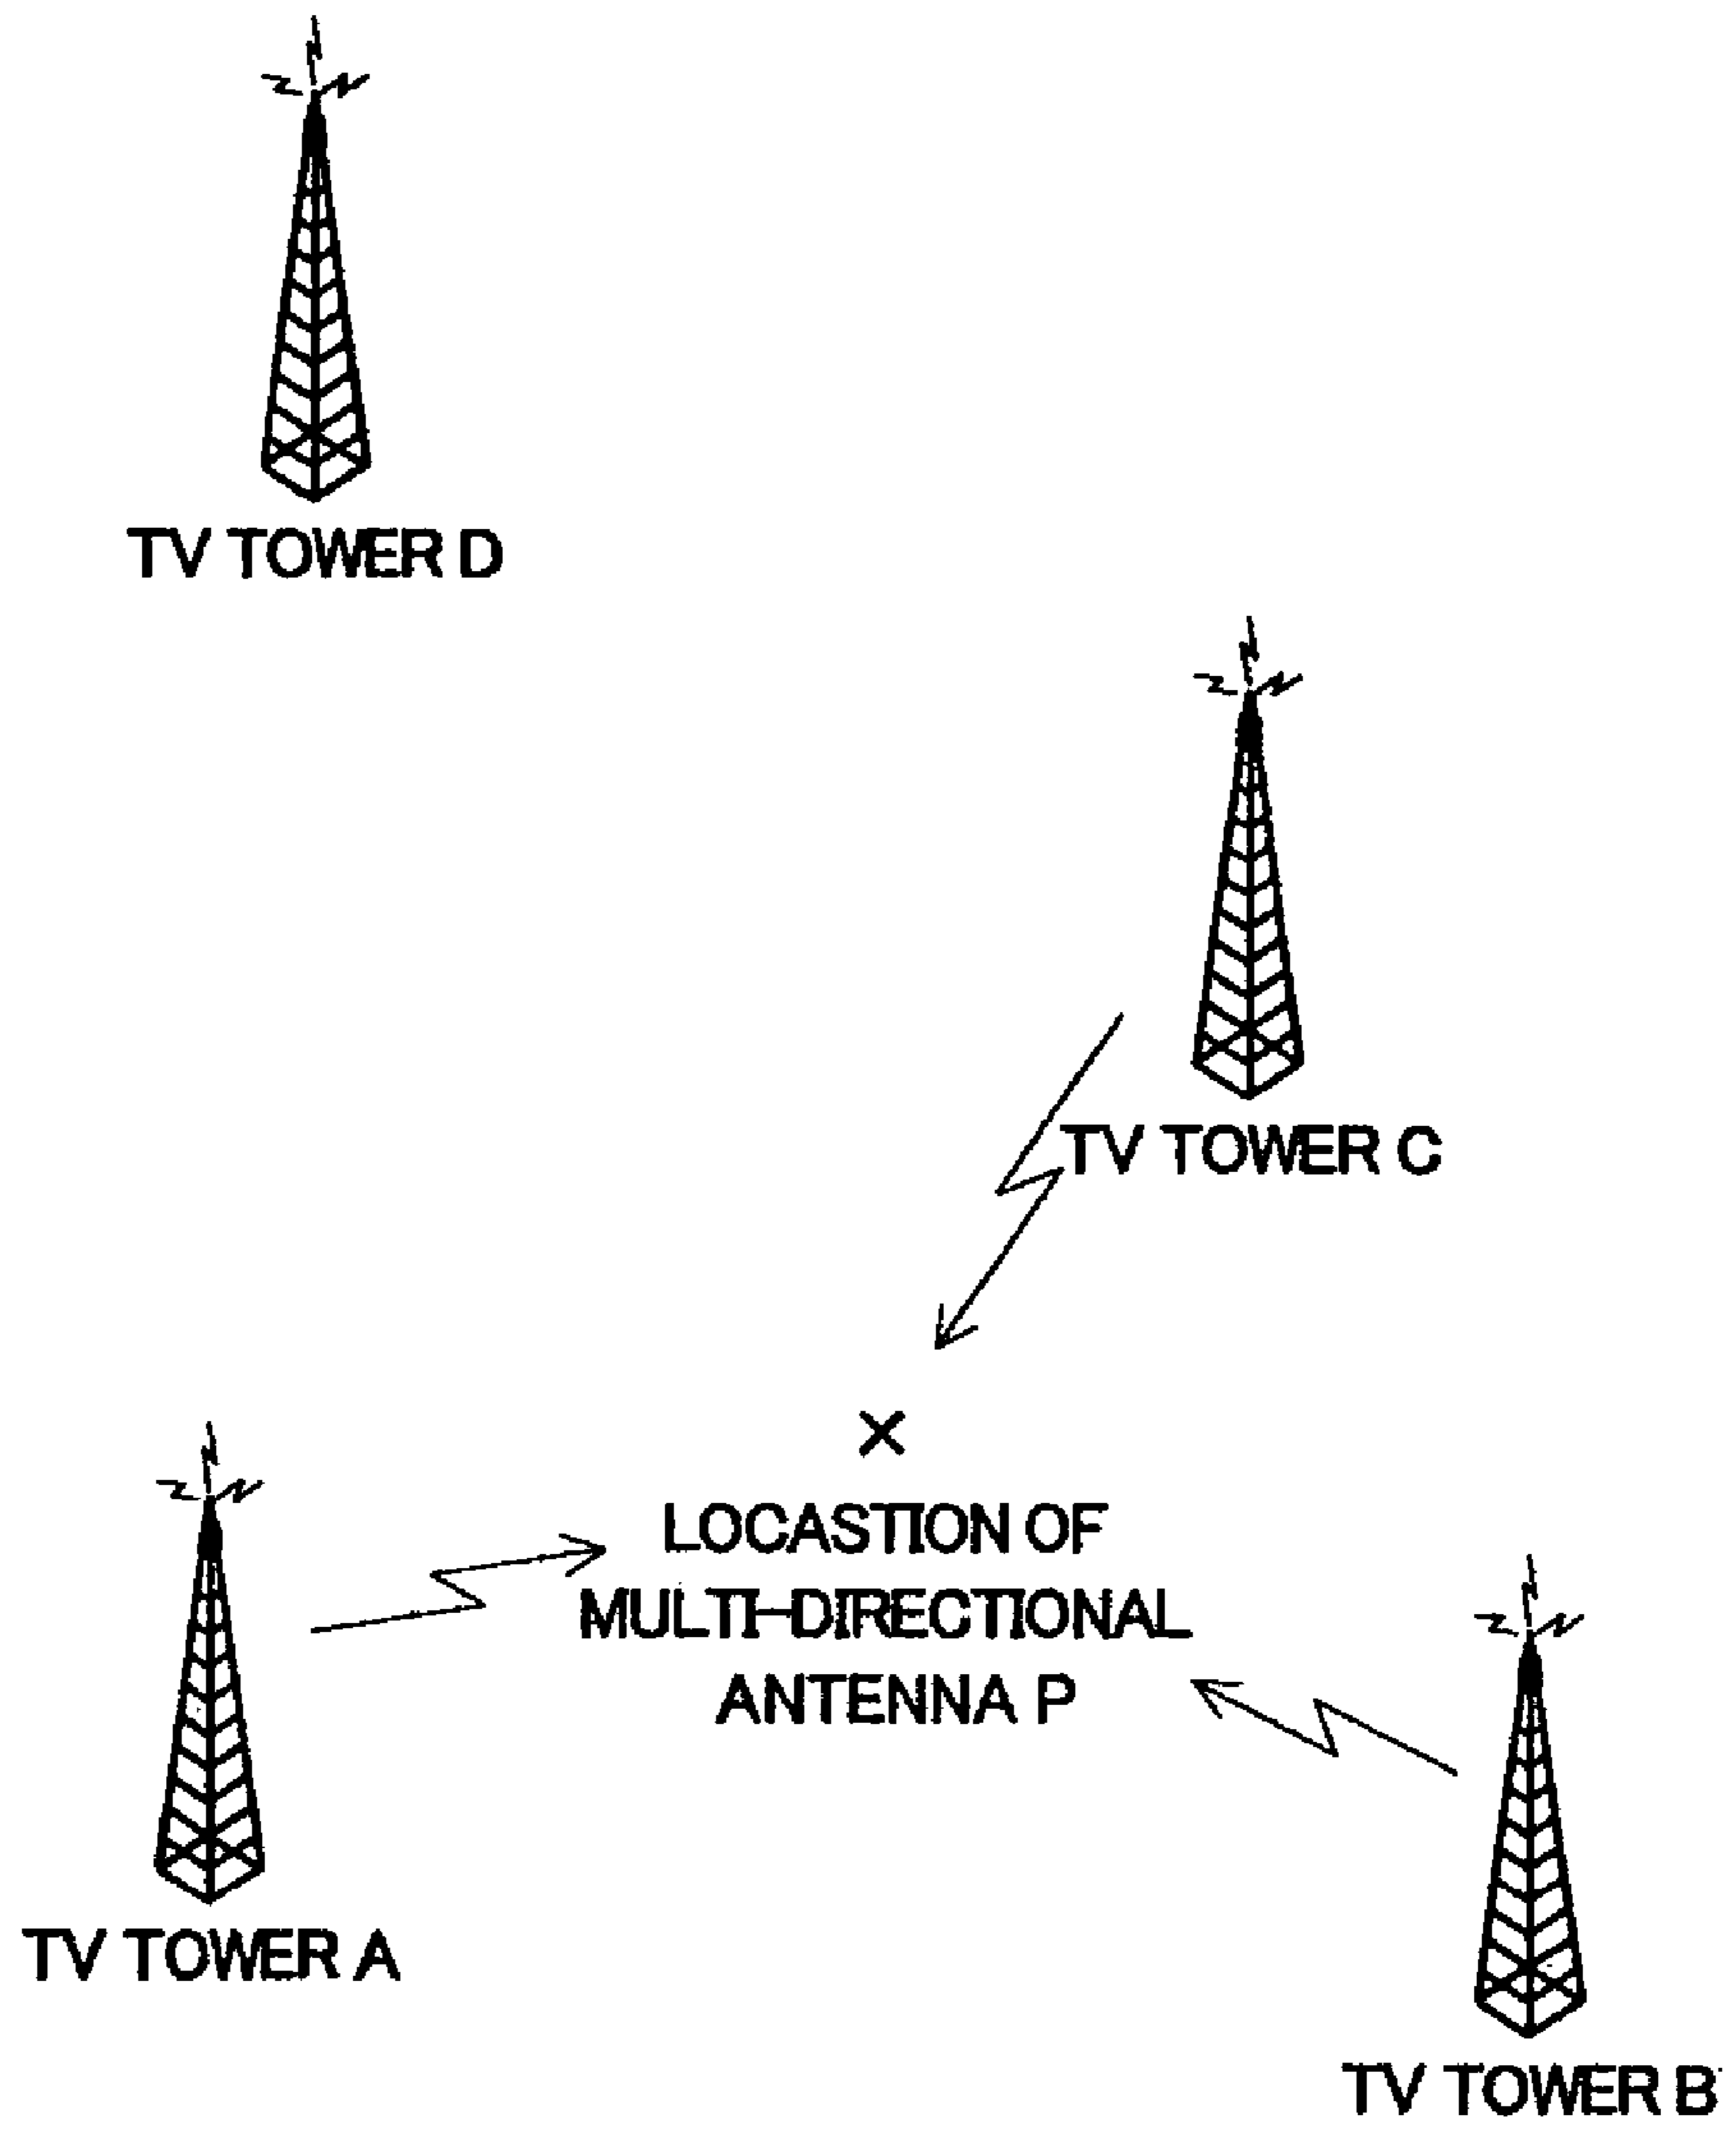 TV TOWER D
TV TOWER C
×
LOCASTION OF
MULTI-DIRECTIONAL
ANTENNA P
TV TOWER A
TV TOWER B